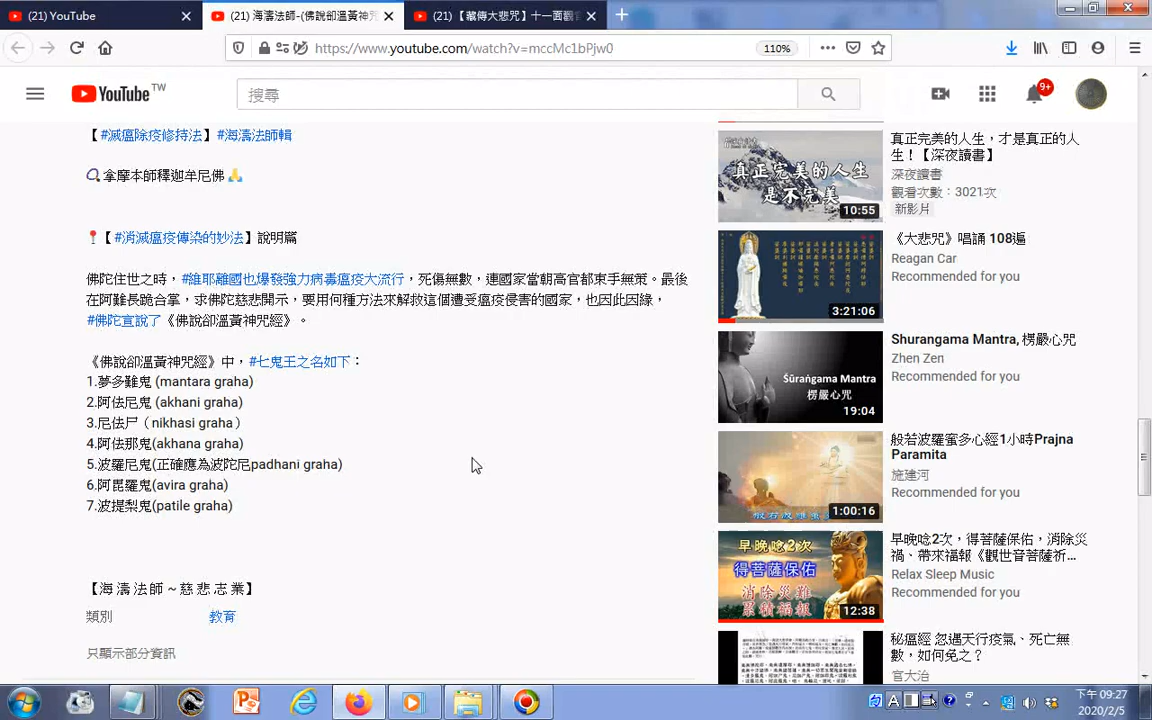 (21) YouTube
(21) 海濤法師-(佛說卻溫黃神咒
(21) 【藏傳大悲咒】十一面觀音
https://www.youtube.com/watch?v=mccMc1bPjw0
110%
YouTube TW
搜尋
9+
【#滅瘟除疫修持法】#海濤法師輯
拿摩本師釋迦牟尼佛
【#消滅瘟疫傳染的妙法】說明篇
佛陀住世之時，#維耶離國也爆發強力病毒瘟疫大流行，死傷無數，連國家當朝高官都束手無策。最後
在阿難長跪合掌，求佛陀慈悲開示，要用何種方法來解救這個遭受瘟疫侵害的國家，也因此因緣，
#佛陀宣說了《佛說卻溫黃神咒經》。
《佛說卻溫黃神咒經》中，#七鬼王之名如下：
1.夢多難鬼 (mantara graha)
2.阿佉尼鬼 (akhani graha)
3.尼佉尸（nikhasi graha）
4.阿佉那鬼(akhana graha)
5.波羅尼鬼(正確應為波陀尼padhani graha)
6.阿毘羅鬼(avira graha)
7.波提梨鬼(patile graha)
【海 濤 法 師 ~ 慈 悲 志 業】
類別 教育
只顯示部分資訊
真正完美的人生
是不完美
10:55
真正完美的人生，才是真正的人
生！【深夜讀書】
深夜讀書
觀看次數：3021次
新影片
3:21:06
《大悲咒》唱誦 108遍
Reagan Car
Recommended for you
Śūraṅgama Mantra
楞嚴心咒
19:04
Shurangama Mantra, 楞嚴心咒
Zhen Zen
Recommended for you
1:00:16
般若波羅蜜多心經1小時Prajna
Paramita
施建河
Recommended for you
早晚唸2次
得菩薩保佑
消除災難
累積福報
12:38
早晚唸2次，得菩薩保佑，消除災
禍、帶來福報《觀世音菩薩祈...
Relax Sleep Music
Recommended for you
秘瘟經 忽遇天行疫氣、死亡無
數，如何免之？
官大治
下午 09:27
2020/2/5